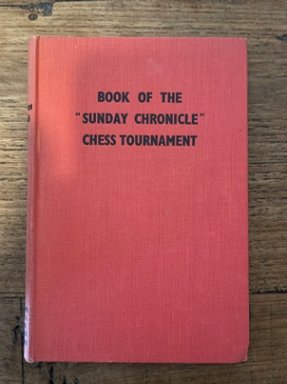 BOOK OF THE
"SUNDAY CHRONICLE"
CHESS TOURNAMENT